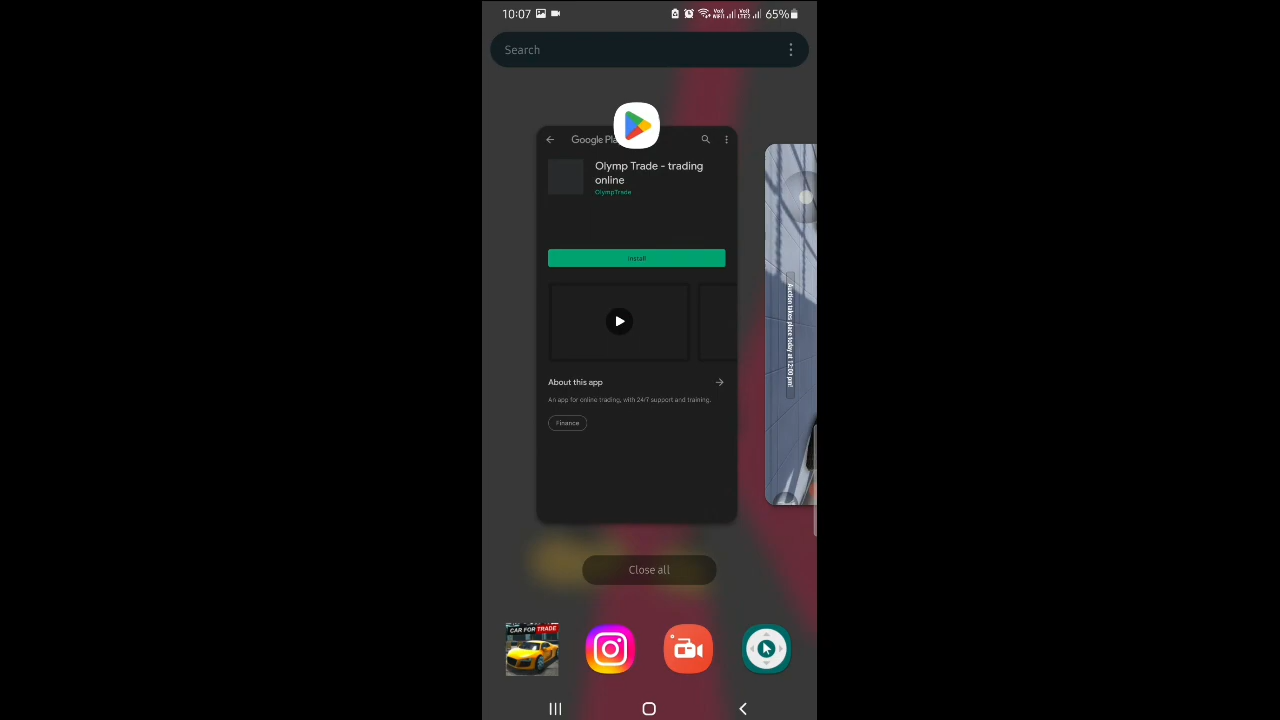 10:07
65%
Search
Google Pl
Olymp Trade - trading
online
OlympTrade
Install
About this app
An app for online trading, with 24/7 support and training.
Finance
Auction takes place today at 12:00 pm!
Close all
CAR FOR TRADE